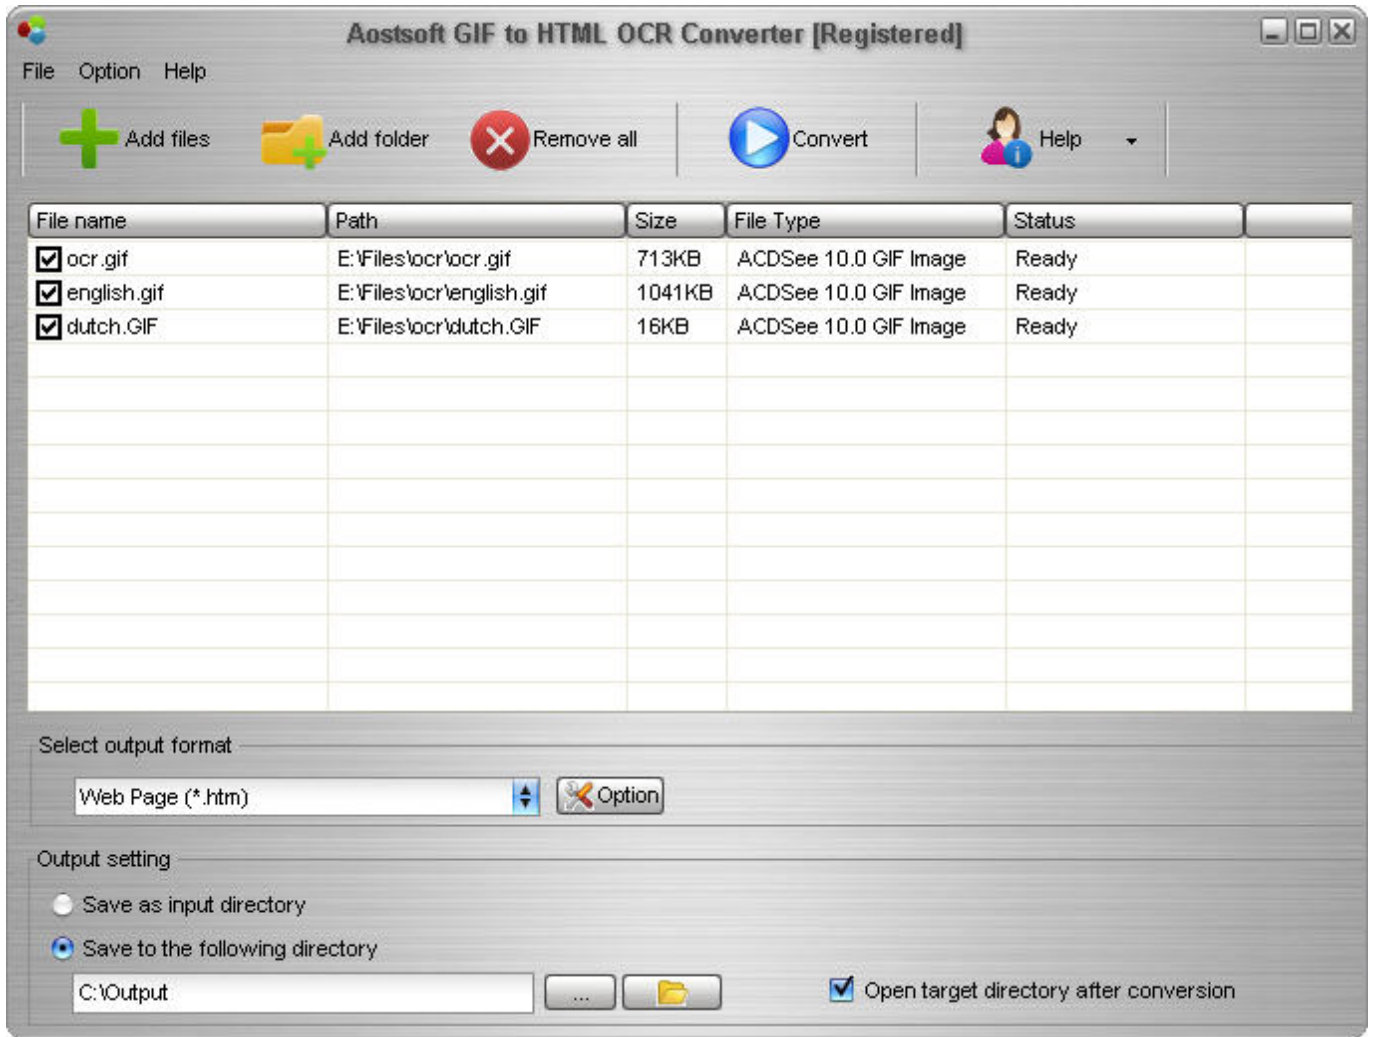 Aostsoft GIF to HTML OCR Converter [Registered]
File Option Help
Add files Add folder Remove all Convert Help
File name Path Size File Type Status
ocr.gif E:\Files\ocr\ocr.gif 713KB ACDSee 10.0 GIF Image Ready
english.gif E:\Files\ocr\english.gif 1041KB ACDSee 10.0 GIF Image Ready
dutch.GIF E:\Files\ocr\dutch.GIF 16KB ACDSee 10.0 GIF Image Ready
Select output format
Web Page (*.htm) Option
Output setting
Save as input directory
Save to the following directory
C:\Output ... Open target directory after conversion